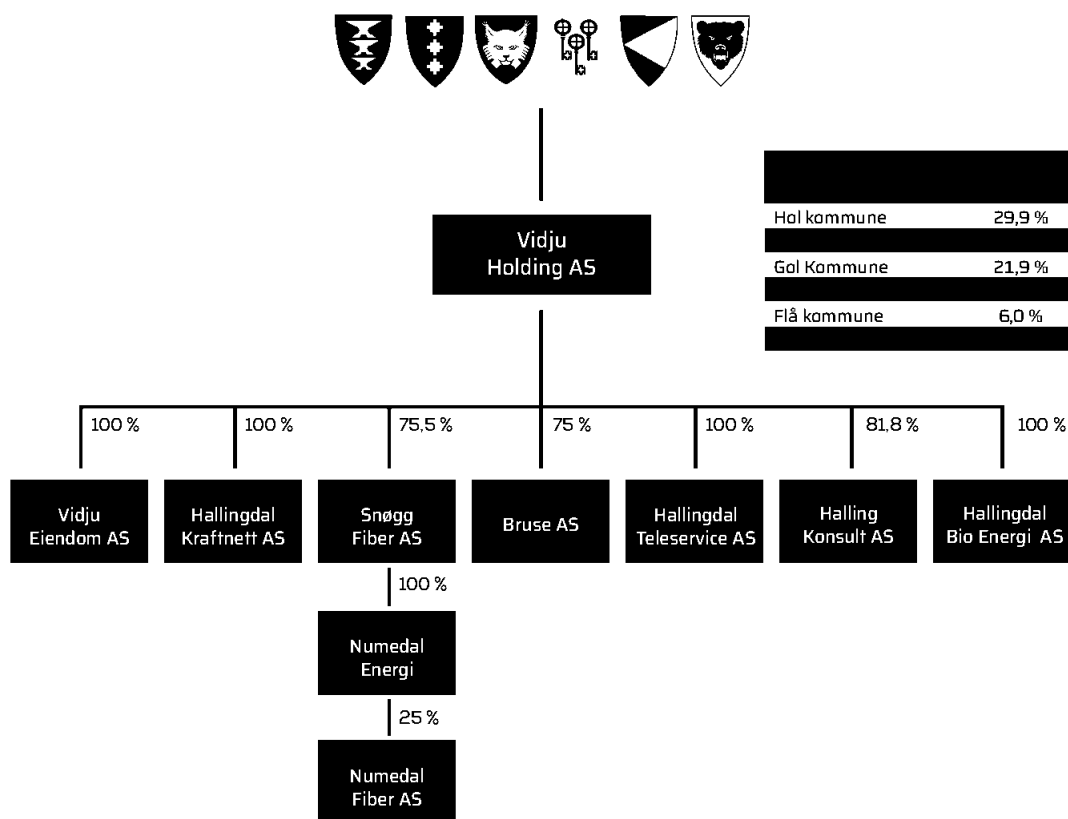 Vidju
Holding AS
Hol kommune 29,9 %
Gol Kommune 21,9 %
Flå kommune 6,0 %
100 % 100 % 75,5 % 75 % 100 % 81,8 % 100 %
Vidju
Eiendom AS
Hallingdal
Kraftnett AS
Snøgg
Fiber AS
Bruse AS
Hallingdal
Teleservice AS
Halling
Konsult AS
Hallingdal
Bio Energi AS
100 %
Numedal
Energi
25 %
Numedal
Fiber AS